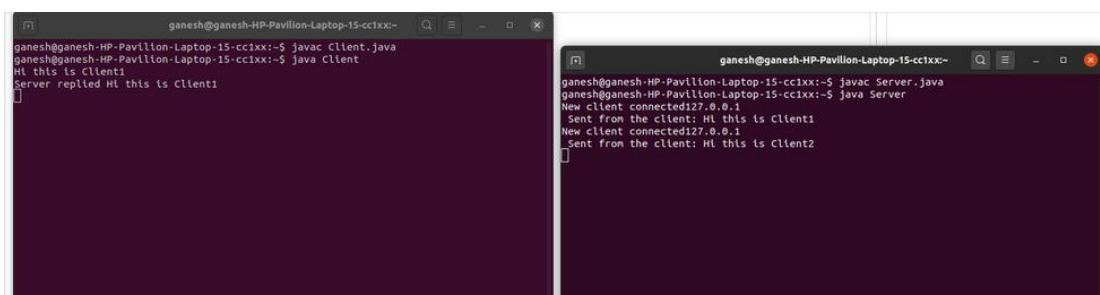 ganesh@ganesh-HP-Pavilion-Laptop-15-cc1xx:~
ganesh@ganesh-HP-Pavilion-Laptop-15-cc1xx:~$ javac Client.java
ganesh@ganesh-HP-Pavilion-Laptop-15-cc1xx:~$ java Client
Hi this is Client1
Server replied Hi this is Client1
ganesh@ganesh-HP-Pavilion-Laptop-15-cc1xx:~
ganesh@ganesh-HP-Pavilion-Laptop-15-cc1xx:~$ javac Server.java
ganesh@ganesh-HP-Pavilion-Laptop-15-cc1xx:~$ java Server
New client connected127.0.0.1
Sent from the client: Hi this is Client1
New client connected127.0.0.1
Sent from the client: Hi this is Client2